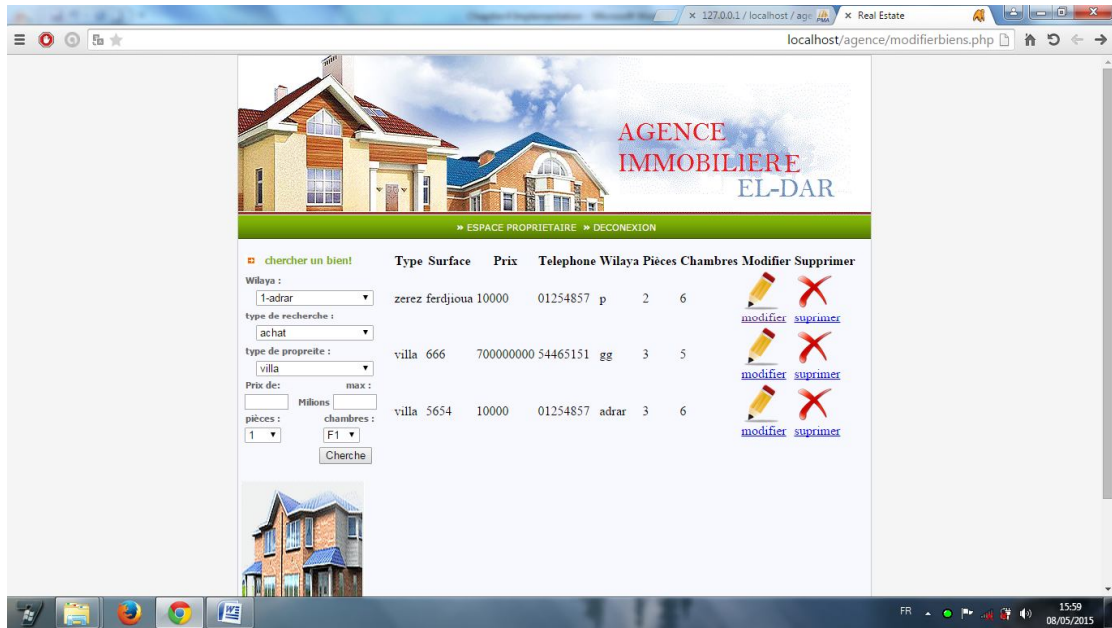 127.0.0.1 / localhost / age
Real Estate
localhost/agence/modifierbiens.php
AGENCE
IMMOBILIERE
EL-DAR
» ESPACE PROPRIETAIRE » DECONEXION
chercher un bien!
Wilaya :
1-adrar
type de recherche :
achat
type de propreite :
villa
Prix de: max :
Milions
pièces : chambres :
1 F1
Cherche
Type Surface Prix Telephone Wilaya Pièces Chambres Modifier Supprimer
zerez ferdjioua 10000 01254857 p 2 6
modifier suprimer
villa 666 700000000 54465151 gg 3 5
modifier suprimer
villa 5654 10000 01254857 adrar 3 6
modifier suprimer
FR
15:59
08/05/2015